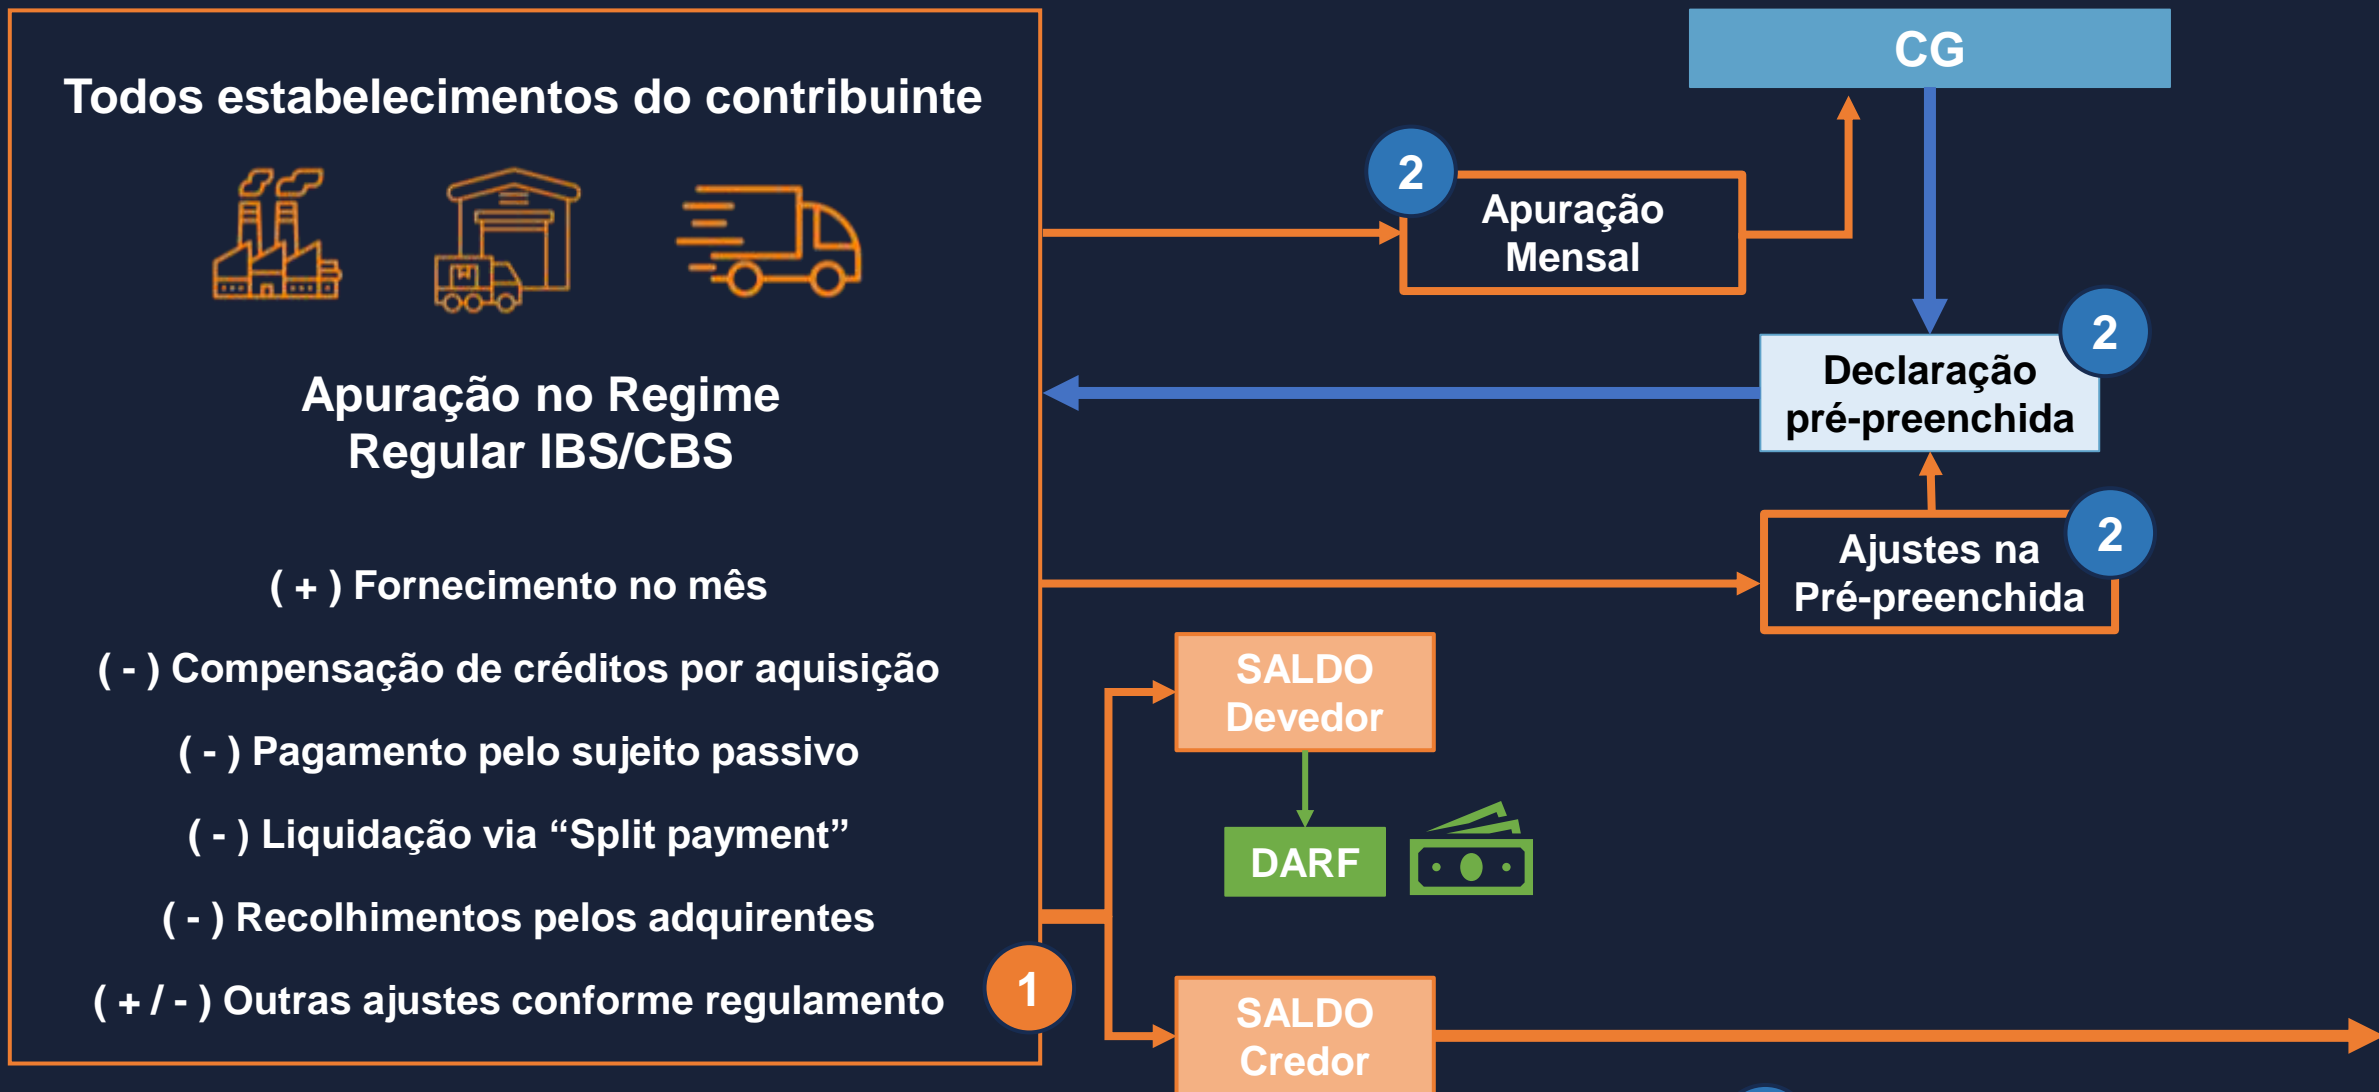 Todos estabelecimentos do contribuinte
Apuração no Regime
Regular IBS/CBS
( + ) Fornecimento no mês
( - ) Compensação de créditos por aquisição
( - ) Pagamento pelo sujeito passivo
( - ) Liquidação via “Split payment”
( - ) Recolhimentos pelos adquirentes
( + / - ) Outras ajustes conforme regulamento
1
CG
2
Apuração
Mensal
2
Declaração
pré-preenchida
2
Ajustes na
Pré-preenchida
SALDO
Devedor
DARF
SALDO
Credor